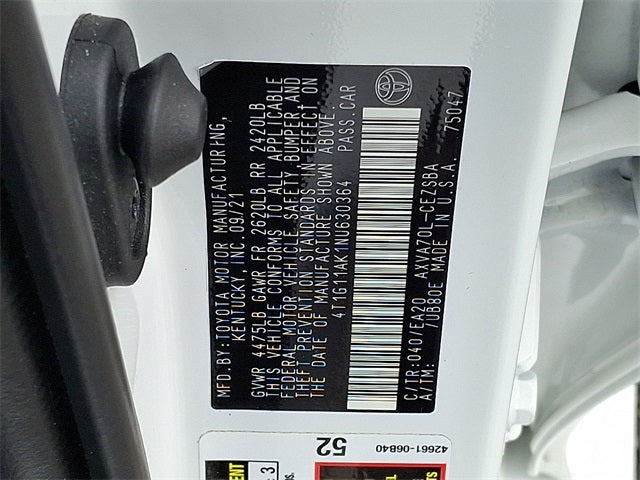 MFD.BY: TOYOTA MOTOR MANUFACTURING,
KENTUCKY, INC. 09/21
GVWR 4475LB GAWR FR 2620LB RR 2420LB
THIS VEHICLE CONFORMS TO ALL APPLICABLE
FEDERAL MOTOR VEHICLE SAFETY, BUMPER AND
THEFT PREVENTION STANDARDS IN EFFECT ON
THE DATE OF MANUFACTURE SHOWN ABOVE.
4T1G11AK1NU630364 PASS.CAR
C/TR:040/EA20 AXVA70L-CEZSBA
A/TM: /UB80E MADE IN U.S.A. 75047
52
42661-06B40
3